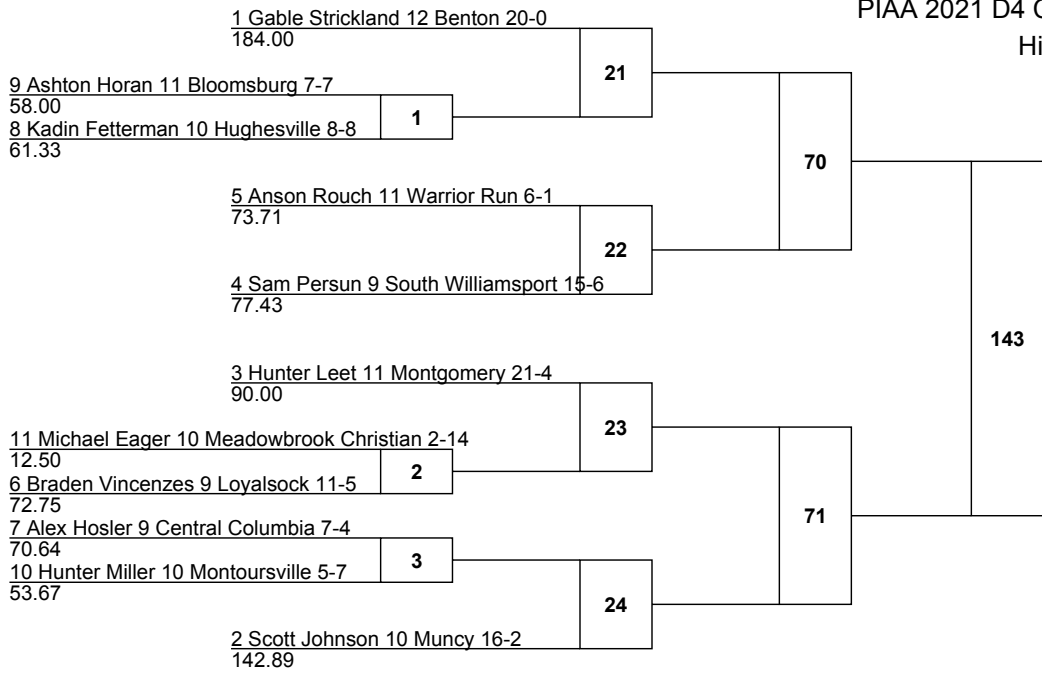 PIAA 2021 D4
Hi
1 Gable Strickland 12 Benton 20-0
184.00
21
9 Ashton Horan 11 Bloomsburg 7-7
58.00
1
8 Kadin Fetterman 10 Hughesville 8-8
61.33
70
5 Anson Rouch 11 Warrior Run 6-1
73.71
22
4 Sam Persun 9 South Williamsport 15-6
77.43
143
3 Hunter Leet 11 Montgomery 21-4
90.00
23
11 Michael Eager 10 Meadowbrook Christian 2-14
12.50
2
6 Braden Vincenzes 9 Loyalsock 11-5
72.75
71
7 Alex Hosler 9 Central Columbia 7-4
70.64
3
10 Hunter Miller 10 Montoursville 5-7
53.67
24
2 Scott Johnson 10 Muncy 16-2
142.89